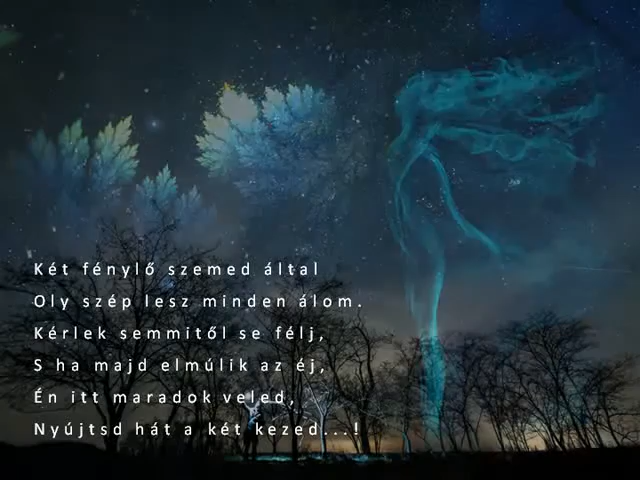 Két fénylő szemed által
Oly szép lesz minden álom.
Kérlek semmitől se félj,
S ha majd elmúlik az éj,
Én itt maradok veled,
Nyújtsd hát a két kezed...!